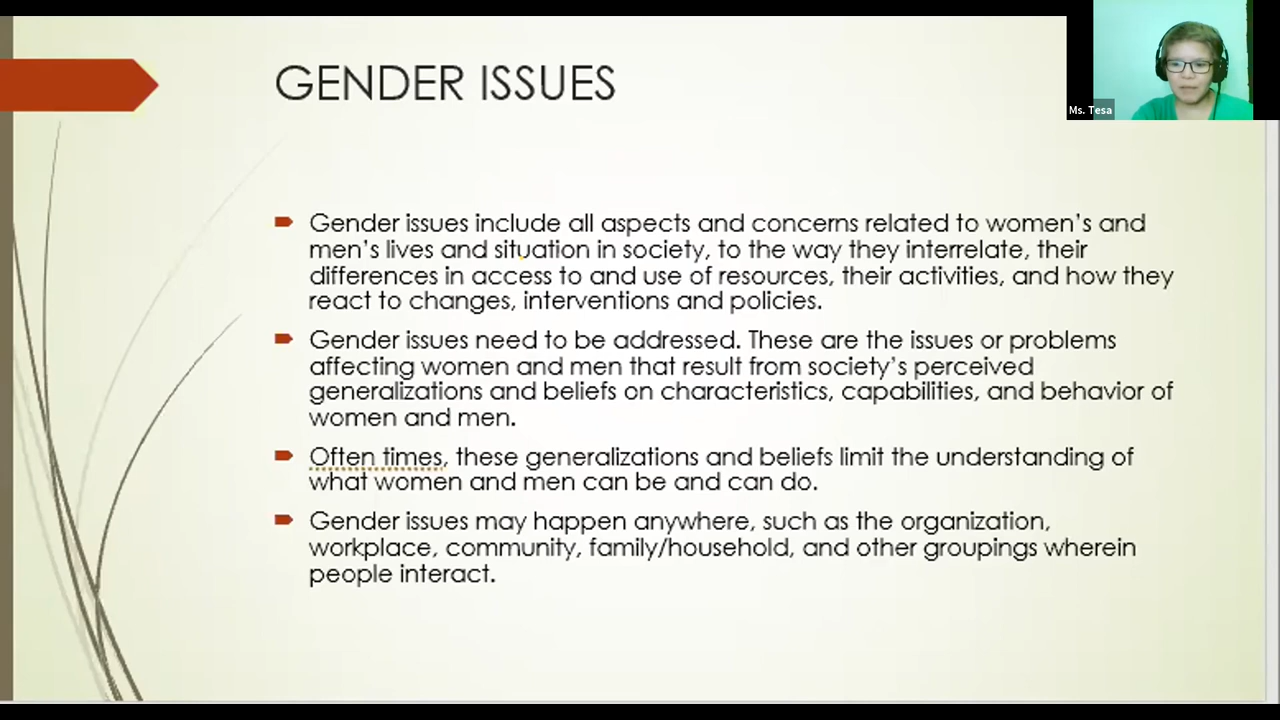 GENDER ISSUES
Ms. Tesa
Gender issues include all aspects and concerns related to women's and
men's lives and situation in society, to the way they interrelate, their
differences in access to and use of resources, their activities, and how they
react to changes, interventions and policies.
Gender issues need to be addressed. These are the issues or problems
affecting women and men that result from society's perceived
generalizations and beliefs on characteristics, capabilities, and behavior of
women and men.
Often times, these generalizations and beliefs limit the understanding of
what women and men can be and can do.
Gender issues may happen anywhere, such as the organization,
workplace, community, family/household, and other groupings wherein
people interact.